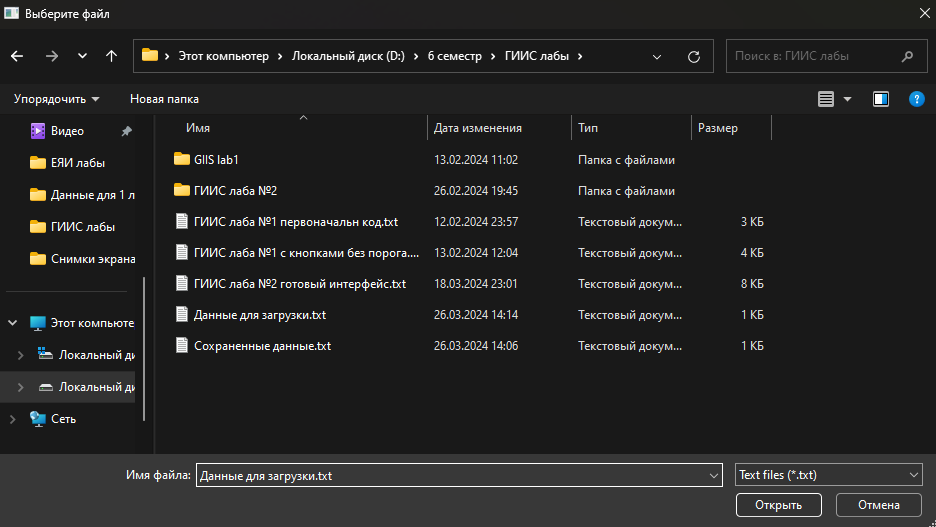 Выберите файл
Этот компьютер › Локальный диск (D:) › 6 семестр › ГИИС лабы ›
Поиск в: ГИИС лабы
Упорядочить Новая папка
Видео
ЕЯИ лабы
Данные для 1 л
ГИИС лабы
Снимки экрана
Этот компьюте
Локальный ди
Локальный ди
Сеть
Имя Дата изменения Тип Размер
GIIS lab1 13.02.2024 11:02 Папка с файлами
ГИИС лаба №2 26.02.2024 19:45 Папка с файлами
ГИИС лаба №1 первоначальн код.txt 12.02.2024 23:57 Текстовый докум... 3 КБ
ГИИС лаба №1 с кнопками без порога.... 13.02.2024 12:04 Текстовый докум... 4 КБ
ГИИС лаба №2 готовый интерфейс.txt 18.03.2024 23:01 Текстовый докум... 8 КБ
Данные для загрузки.txt 26.03.2024 14:14 Текстовый докум... 1 КБ
Сохраненные данные.txt 26.03.2024 14:06 Текстовый докум... 1 КБ
Имя файла: Данные для загрузки.txt Text files (*.txt)
Открыть Отмена